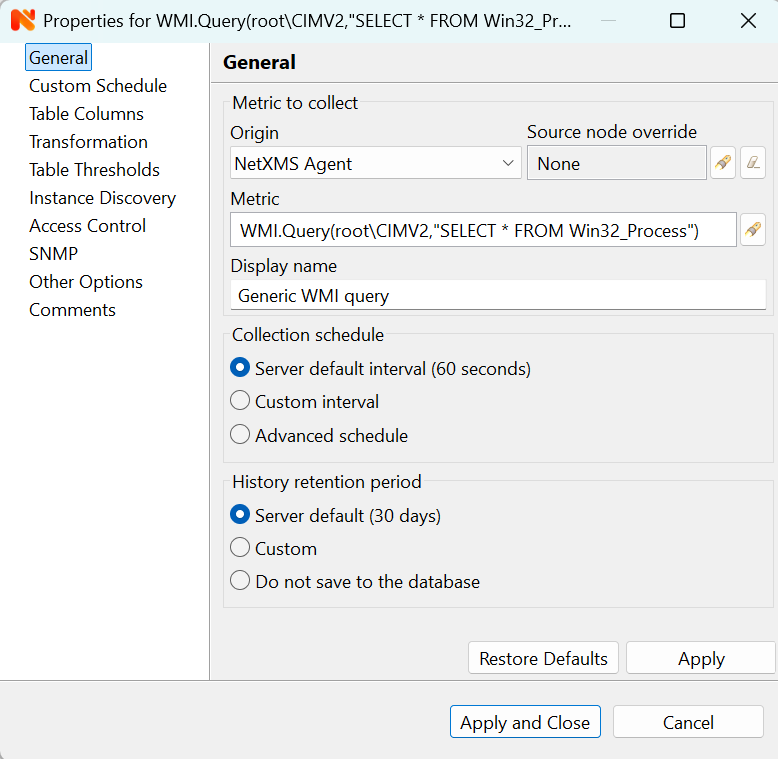 Properties for WMI.Query(root\CIMV2,"SELECT * FROM Win32_Pr...
General
Custom Schedule
Table Columns
Transformation
Table Thresholds
Instance Discovery
Access Control
SNMP
Other Options
Comments
General
Metric to collect
Origin
Source node override
NetXMS Agent
None
Metric
WMI.Query(root\CIMV2,"SELECT * FROM Win32_Process")
Display name
Generic WMI query
Collection schedule
Server default interval (60 seconds)
Custom interval
Advanced schedule
History retention period
Server default (30 days)
Custom
Do not save to the database
Restore Defaults
Apply
Apply and Close
Cancel